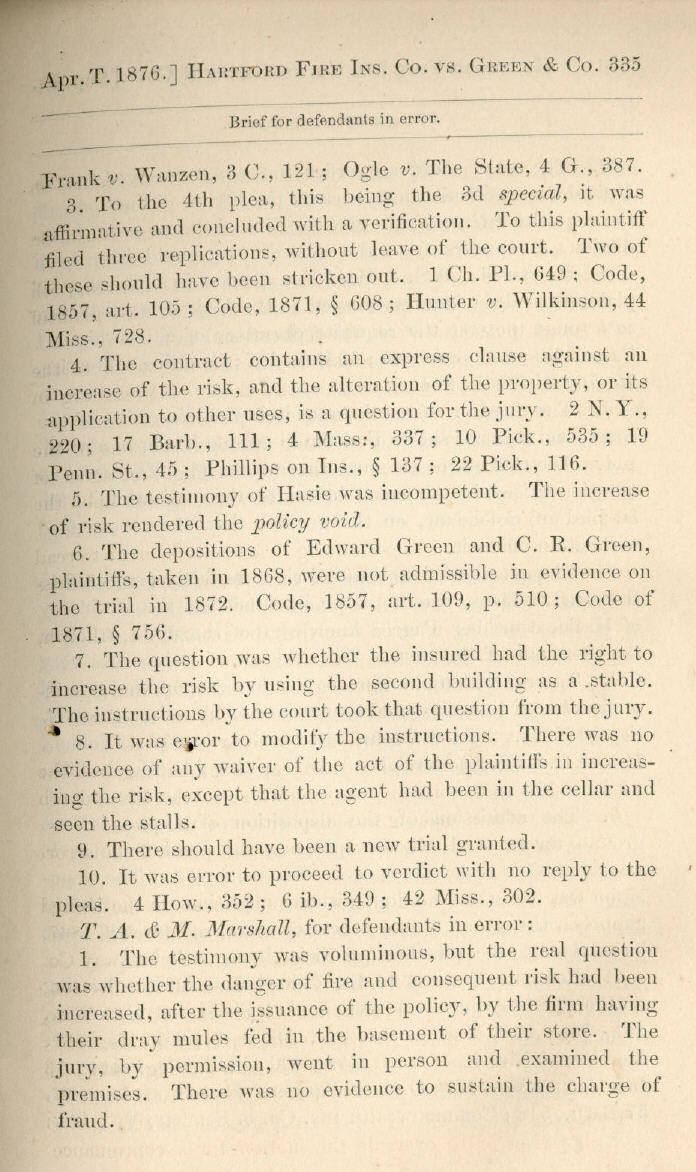 Apr. T. 1876.] HARTFORD FIRE INS. CO. VS. GREEN & CO. 335
Brief for defendants in error.
Frank v. Wanzen, 3 C., 121; Ogle v. The State, 4 G., 387.
3. To the 4th plea, this being the 3d special, it was
affirmative and concluded with a verification. To this plaintiff
filed three replications, without leave of the court. Two of
these should have been stricken out. 1 Ch. Pl., 649; Code,
1857, art. 105; Code, 1871, § 608; Hunter v. Wilkinson, 44
Miss., 728.
4. The contract contains an express clause against an
increase of the risk, and the alteration of the property, or its
application to other uses, is a question for the jury. 2 N. Y.,
220; 17 Barb., 111; 4 Mass:, 337; 10 Pick., 535; 19
Penn. St., 45; Phillips on Ins., § 137; 22 Pick., 116.
5. The testimony of Hasie was incompetent. The increase
of risk rendered the policy void.
6. The depositions of Edward Green and C. R. Green,
plaintiffs, taken in 1868, were not admissible in evidence on
the trial in 1872. Code, 1857, art. 109, p. 510; Code of
1871, § 756.
7. The question was whether the insured had the right to
increase the risk by using the second building as a stable.
The instructions by the court took that question from the jury.
8. It was error to modify the instructions. There was no
evidence of any waiver of the act of the plaintiffs in increas-
ing the risk, except that the agent had been in the cellar and
seen the stalls.
9. There should have been a new trial granted.
10. It was error to proceed to verdict with no reply to the
pleas. 4 How., 352; 6 ib., 349; 42 Miss., 302.
T. A. & M. Marshall, for defendants in error:
1. The testimony was voluminous, but the real question
was whether the danger of fire and consequent risk had been
increased, after the issuance of the policy, by the firm having
their dray mules fed in the basement of their store. The
jury, by permission, went in person and examined the
premises. There was no evidence to sustain the charge of
fraud.